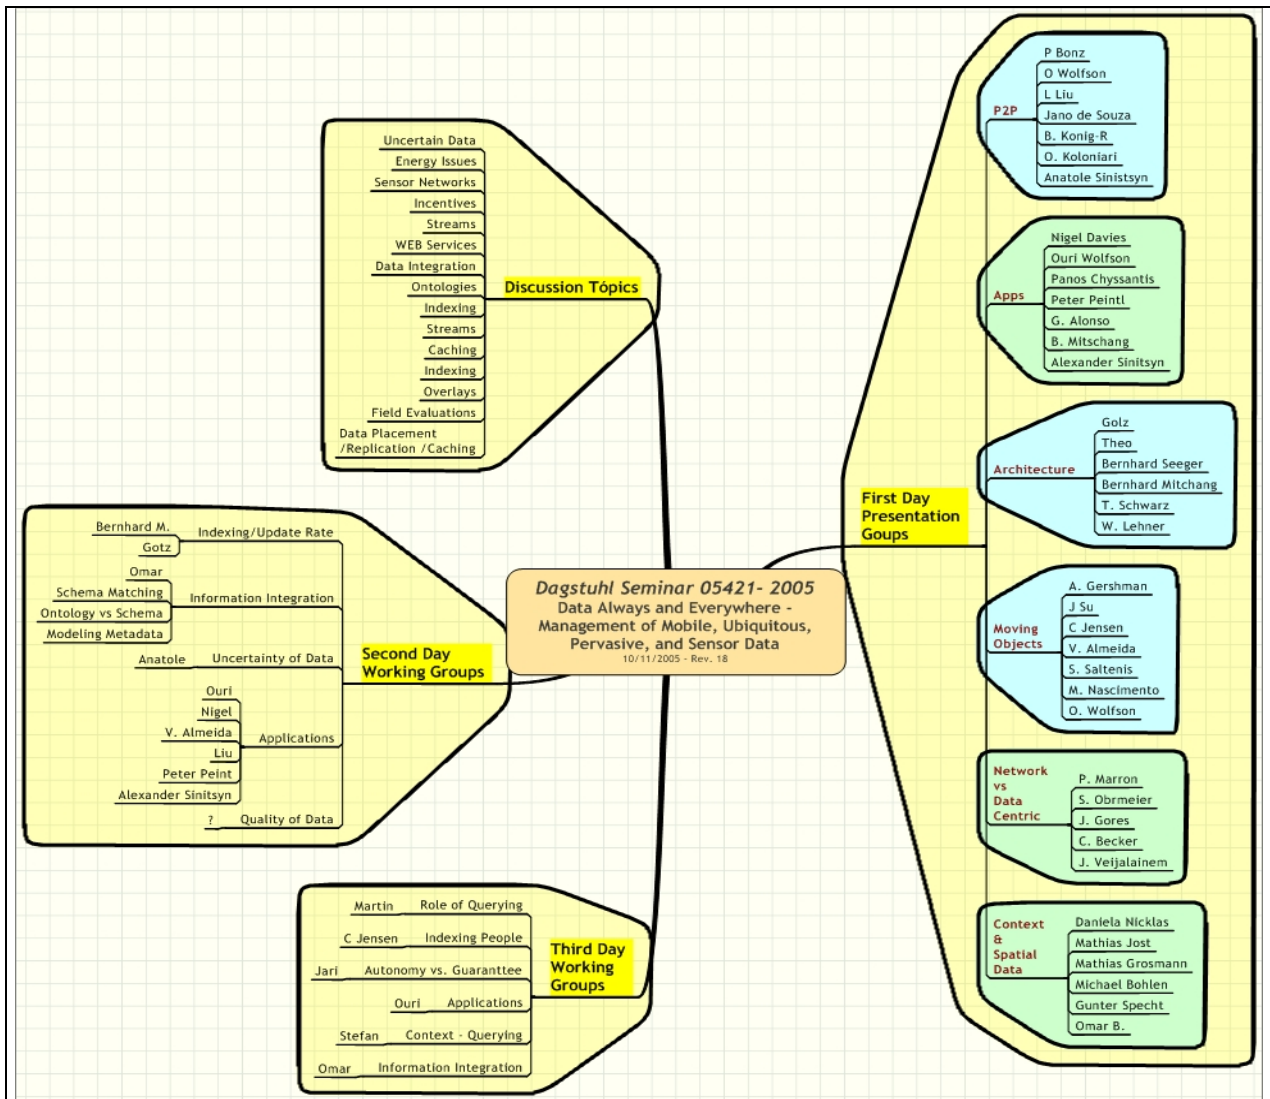 Dagstuhl Seminar 05421- 2005
Data Always and Everywhere -
Management of Mobile, Ubiquitous,
Pervasive, and Sensor Data
10/11/2005 - Rev. 18
Discussion Tópics
Uncertain Data
Energy Issues
Sensor Networks
Incentives
Streams
WEB Services
Data Integration
Ontologies
Indexing
Streams
Caching
Indexing
Overlays
Field Evaluations
Data Placement
/Replication /Caching
Second Day
Working Groups
Indexing/Update Rate
Bernhard M.
Gotz
Information Integration
Omar
Schema Matching
Ontology vs Schema
Modeling Metadata
Uncertainty of Data
Anatole
Applications
Ouri
Nigel
V. Almeida
Liu
Peter Peint
Alexander Sinitsyn
Quality of Data
?
Third Day
Working
Groups
Role of Querying
Martin
Indexing People
C Jensen
Autonomy vs. Guaranttee
Jari
Applications
Ouri
Context - Querying
Stefan
Information Integration
Omar
First Day
Presentation
Goups
P2P
P Bonz
O Wolfson
L Liu
Jano de Souza
B. Konig-R
O. Koloniari
Anatole Sinistsyn
Apps
Nigel Davies
Ouri Wolfson
Panos Chyssantis
Peter Peintl
G. Alonso
B. Mitschang
Alexander Sinitsyn
Architecture
Golz
Theo
Bernhard Seeger
Bernhard Mitchang
T. Schwarz
W. Lehner
Moving
Objects
A. Gershman
J Su
C Jensen
V. Almeida
S. Saltenis
M. Nascimento
O. Wolfson
Network
vs
Data
Centric
P. Marron
S. Obrmeier
J. Gores
C. Becker
J. Veijalainem
Context
&
Spatial
Data
Daniela Nicklas
Mathias Jost
Mathias Grosmann
Michael Bohlen
Gunter Specht
Omar B.